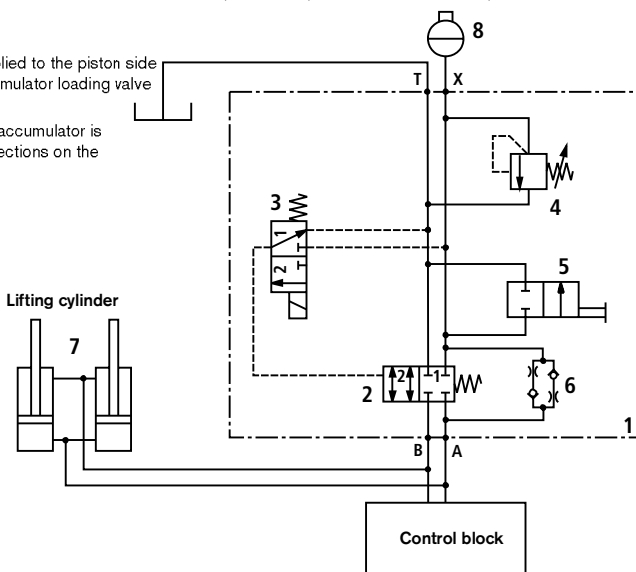 8
plied to the piston side
T X
mulator loading valve
accumulator is
ections on the
4
3
1
2
5
Lifting cylinder
7
2
2
1
6
1
B A
Control block